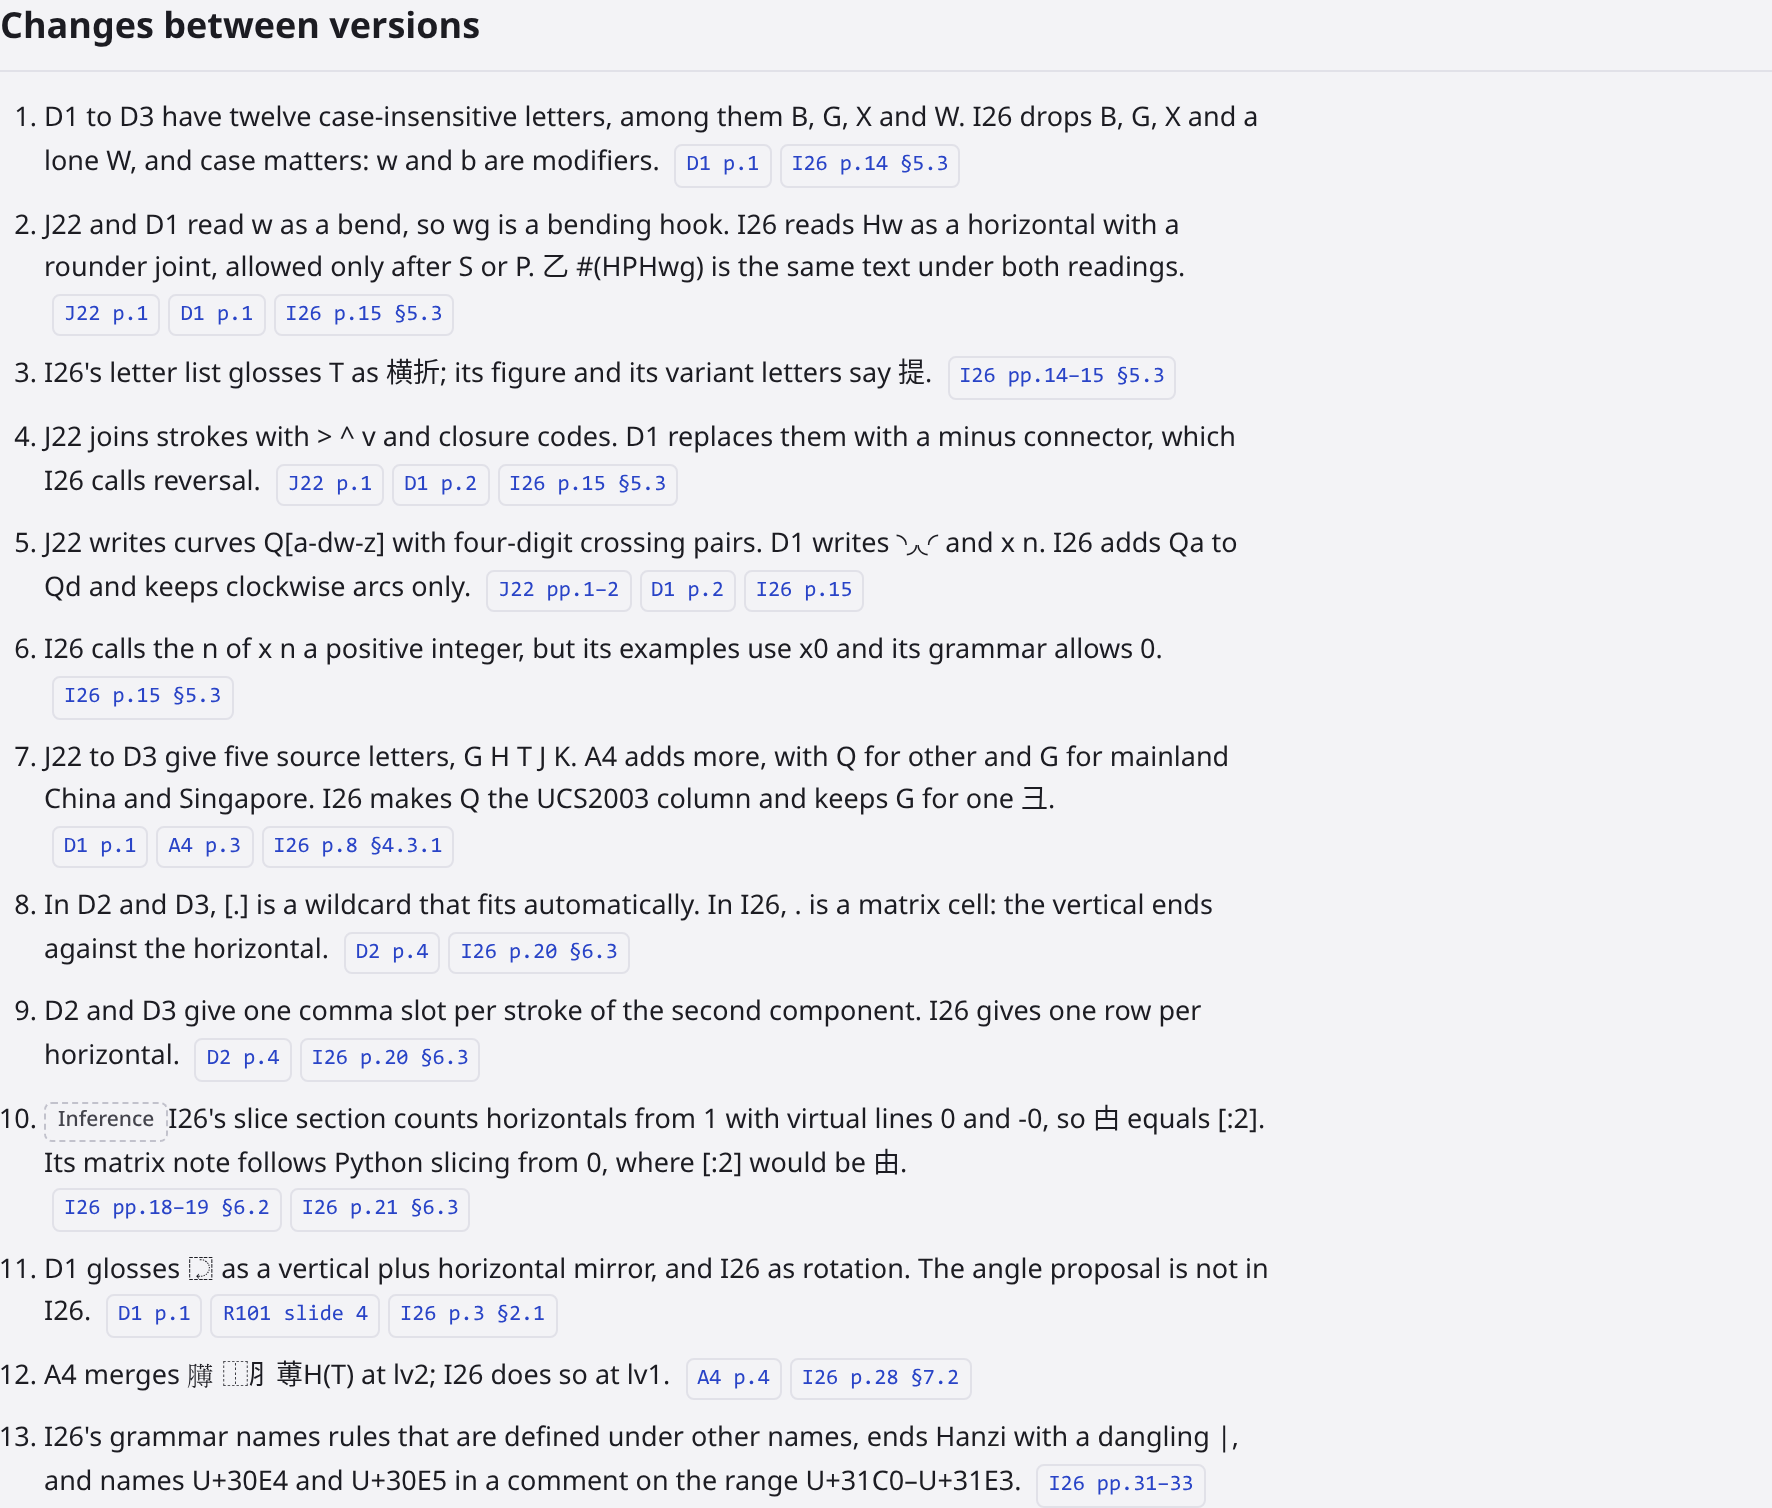 Changes between versions
1. D1 to D3 have twelve case-insensitive letters, among them B, G, X and W. I26 drops B, G, X and a
lone W, and case matters: w and b are modifiers. D1 p.1 I26 p.14 §5.3
2. J22 and D1 read w as a bend, so wg is a bending hook. I26 reads Hw as a horizontal with a
rounder joint, allowed only after S or P. 乙 #(HPHwg) is the same text under both readings.
J22 p.1 D1 p.1 I26 p.15 §5.3
3. I26's letter list glosses T as 横折; its figure and its variant letters say 提. I26 pp.14–15 §5.3
4. J22 joins strokes with > ^ v and closure codes. D1 replaces them with a minus connector, which
I26 calls reversal. J22 p.1 D1 p.2 I26 p.15 §5.3
5. J22 writes curves Q[a-dw-z] with four-digit crossing pairs. D1 writes and x n. I26 adds Qa to
Qd and keeps clockwise arcs only. J22 pp.1–2 D1 p.2 I26 p.15
6. I26 calls the n of x n a positive integer, but its examples use x0 and its grammar allows 0.
I26 p.15 §5.3
7. J22 to D3 give five source letters, G H T J K. A4 adds more, with Q for other and G for mainland
China and Singapore. I26 makes Q the UCS2003 column and keeps G for one 彐.
D1 p.1 A4 p.3 I26 p.8 §4.3.1
8. In D2 and D3, [.] is a wildcard that fits automatically. In I26, . is a matrix cell: the vertical ends
against the horizontal. D2 p.4 I26 p.20 §6.3
9. D2 and D3 give one comma slot per stroke of the second component. I26 gives one row per
horizontal. D2 p.4 I26 p.20 §6.3
10. Inference I26's slice section counts horizontals from 1 with virtual lines 0 and -0, so 甴 equals [:2].
Its matrix note follows Python slicing from 0, where [:2] would be 由.
I26 pp.18–19 §6.2 I26 p.21 §6.3
11. D1 glosses ⿿ as a vertical plus horizontal mirror, and I26 as rotation. The angle proposal is not in
I26. D1 p.1 R101 slide 4 I26 p.3 §2.1
12. A4 merges ⿰ H(T) at lv2; I26 does so at lv1. A4 p.4 I26 p.28 §7.2
13. I26's grammar names rules that are defined under other names, ends Hanzi with a dangling |,
and names U+30E4 and U+30E5 in a comment on the range U+31C0–U+31E3. I26 pp.31–33